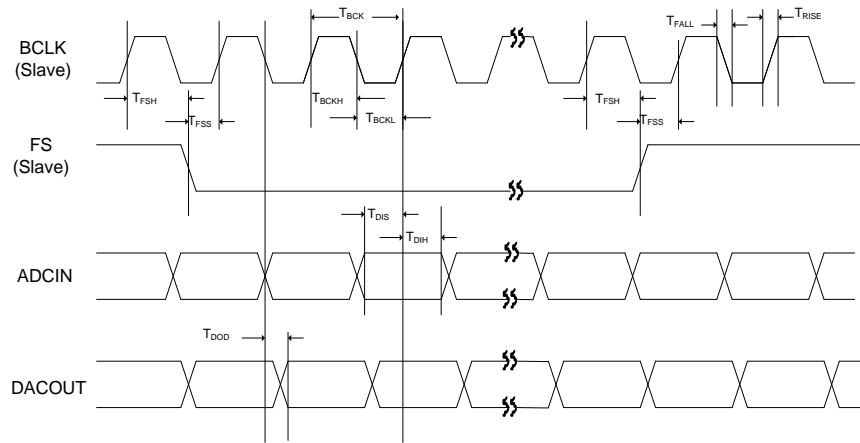 T_BCK
T_FALL
T_RISE
BCLK
(Slave)
T_FSH
T_BCKH
T_FSH
T_FSS
T_BCKL
T_FSS
FS
(Slave)
T_DIS
T_DIH
ADCIN
T_DOD
DACOUT